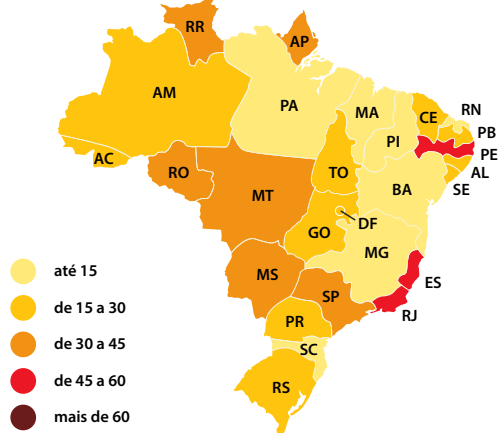 RR
AP
AM
PA
MA
CE
RN
PB
PI
PE
AC
AL
RO
TO
SE
BA
MT
DF
GO
MG
até 15
ES
MS
SP
de 15 a 30
RJ
PR
de 30 a 45
SC
de 45 a 60
RS
mais de 60